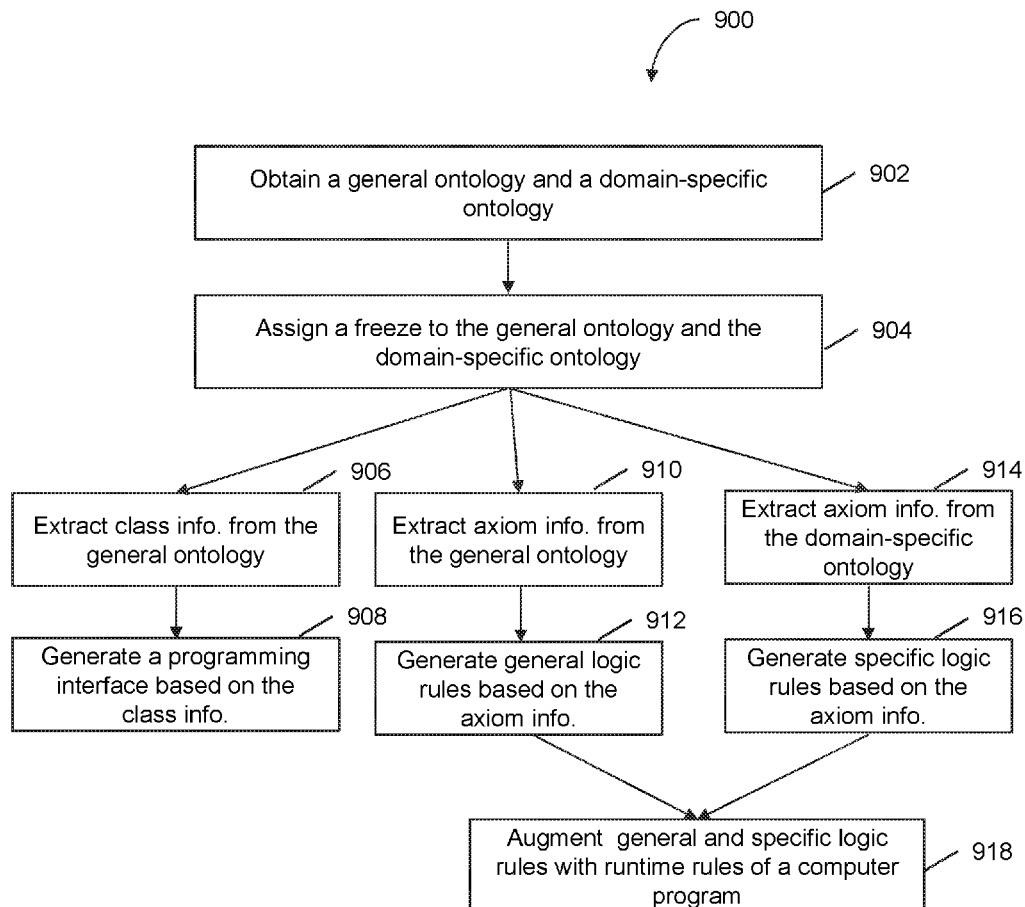 900
Obtain a general ontology and a domain-specific
ontology
902
Assign a freeze to the general ontology and the
domain-specific ontology
904
906
Extract class info. from the
general ontology
910
Extract axiom info. from
the general ontology
914
Extract axiom info. from
the domain-specific
ontology
908
Generate a programming
interface based on the
class info.
912
Generate general logic
rules based on the
axiom info.
916
Generate specific logic
rules based on the
axiom info.
Augment general and specific logic
rules with runtime rules of a computer
program
918